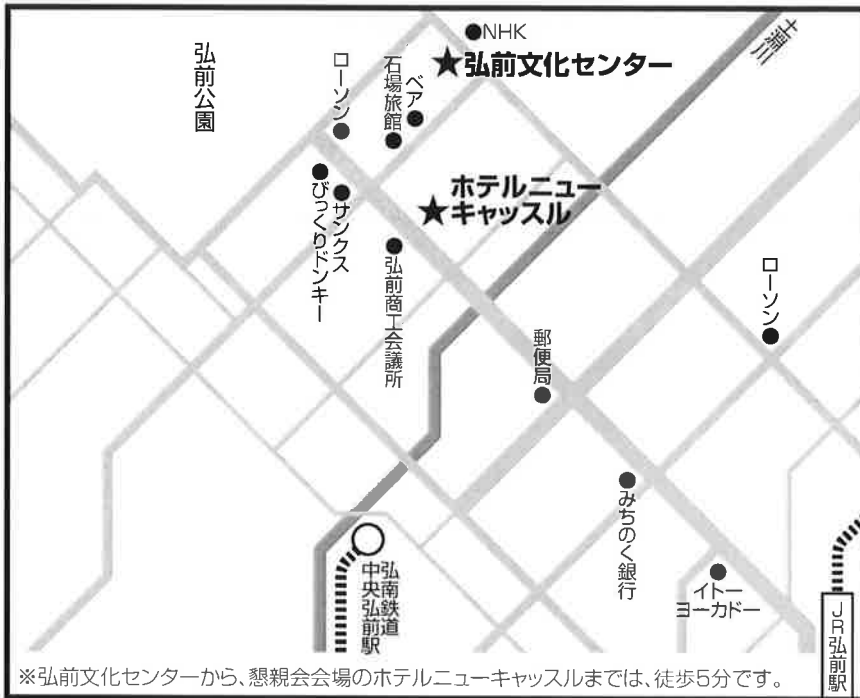 NHK
弘前文化センター
土淵川
弘前公園
ローソン
石場旅館
ベア
ホテルニュー
キャッスル
サンクス
びっくりドンキー
弘前商工会議所
ローソン
郵便局
みちのく銀行
イトー
ヨーカドー
弘南鉄道
中央弘前駅
JR弘前駅
※弘前文化センターから、懇親会会場のホテルニューキャッスルまでは、徒歩5分です。